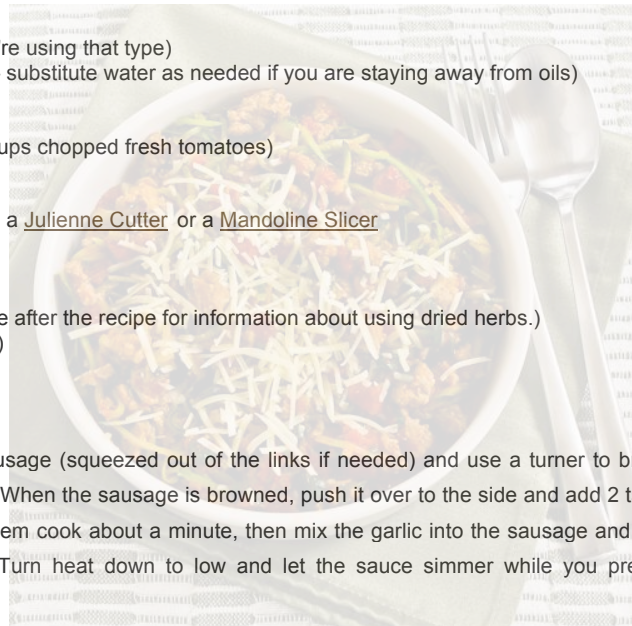 're using that type)
substitute water as needed if you are staying away from oils)
ups chopped fresh tomatoes)
a Julienne Cutter or a Mandoline Slicer
e after the recipe for information about using dried herbs.)
)
usage (squeezed out of the links if needed) and use a turner to b
When the sausage is browned, push it over to the side and add 2 t
em cook about a minute, then mix the garlic into the sausage and
Turn heat down to low and let the sauce simmer while you pre